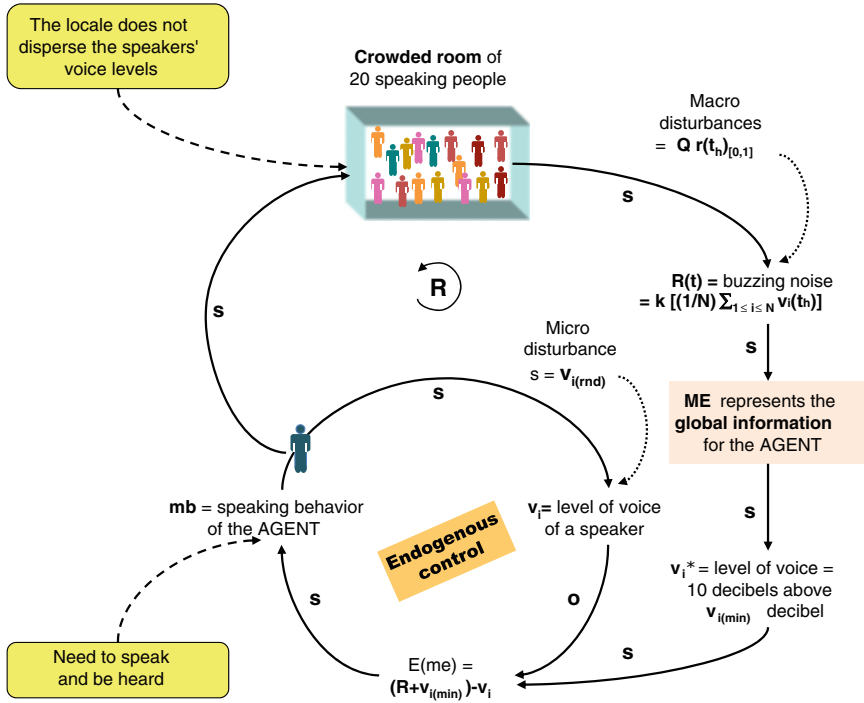 The locale does not
disperse the speakers'
voice levels
Crowded room of
20 speaking people
Macro
disturbances
= Q r(tₕ)[0,1]
s
R(t) = buzzing noise
= k [(1/N) ∑1≤ i≤ N vi(th)]
R
s
s
Micro
disturbance
s = vi(rnd)
s
ME represents the
global information
for the AGENT
mb = speaking behavior
of the AGENT
vi= level of voice
of a speaker
s
Endogenous
control
vi* = level of voice =
10 decibels above
vi(min) decibel
s
o
Need to speak
and be heard
E(me) =
(R+vi(min))-vi
s